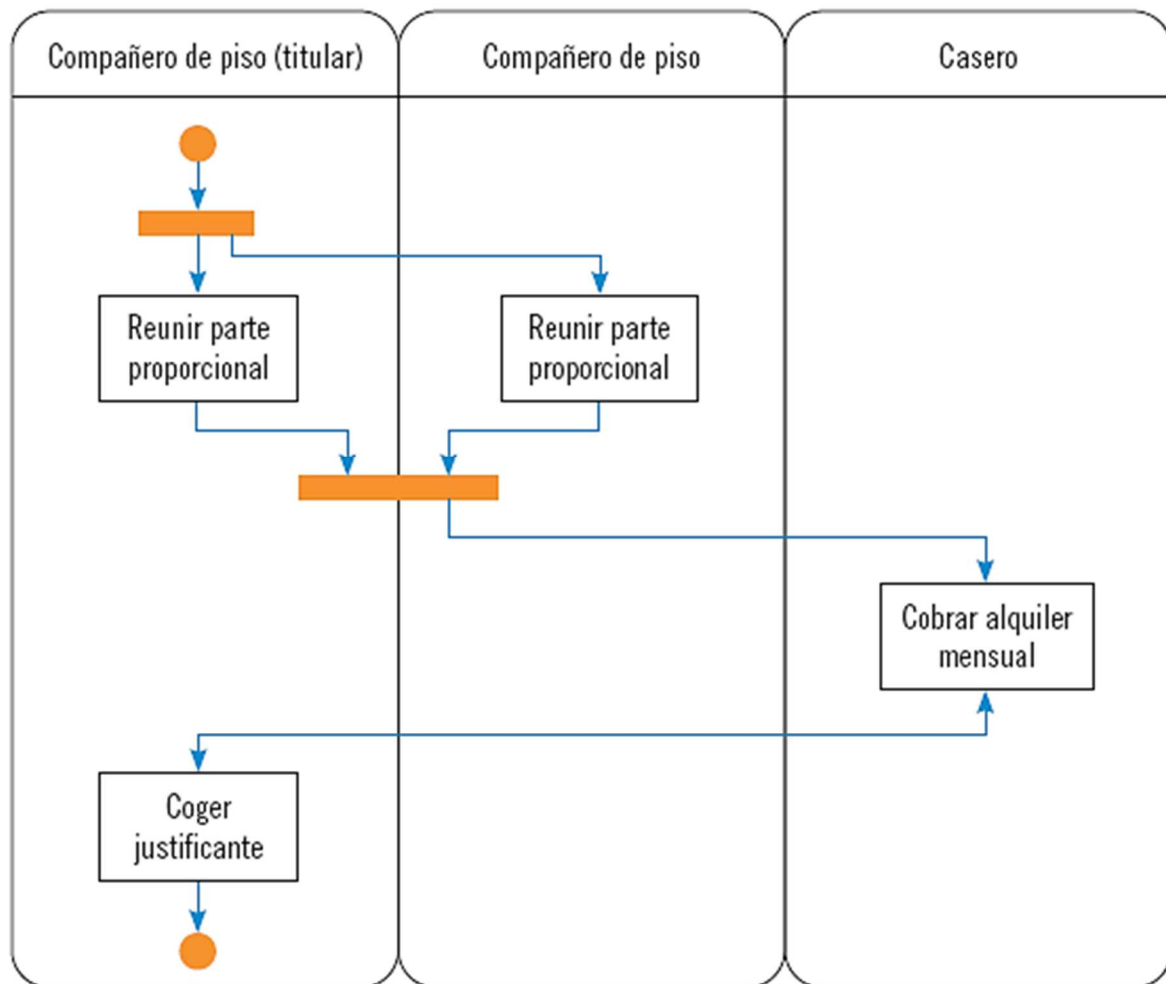 Compañero de piso (titular)
Compañero de piso
Casero
Reunir parte
proporcional
Reunir parte
proporcional
Cobrar alquiler
mensual
Coger
justificante